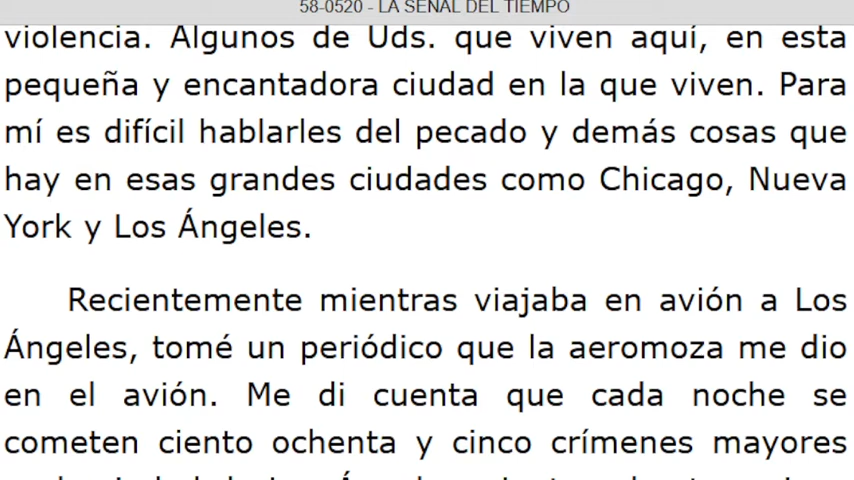 58-0520 - LA SEÑAL DEL TIEMPO
violencia. Algunos de Uds. que viven aquí, en esta
pequeña y encantadora ciudad en la que viven. Para
mí es difícil hablarles del pecado y demás cosas que
hay en esas grandes ciudades como Chicago, Nueva
York y Los Ángeles.
Recientemente mientras viajaba en avión a Los
Ángeles, tomé un periódico que la aeromoza me dio
en el avión. Me di cuenta que cada noche se
cometen ciento ochenta y cinco crímenes mayores